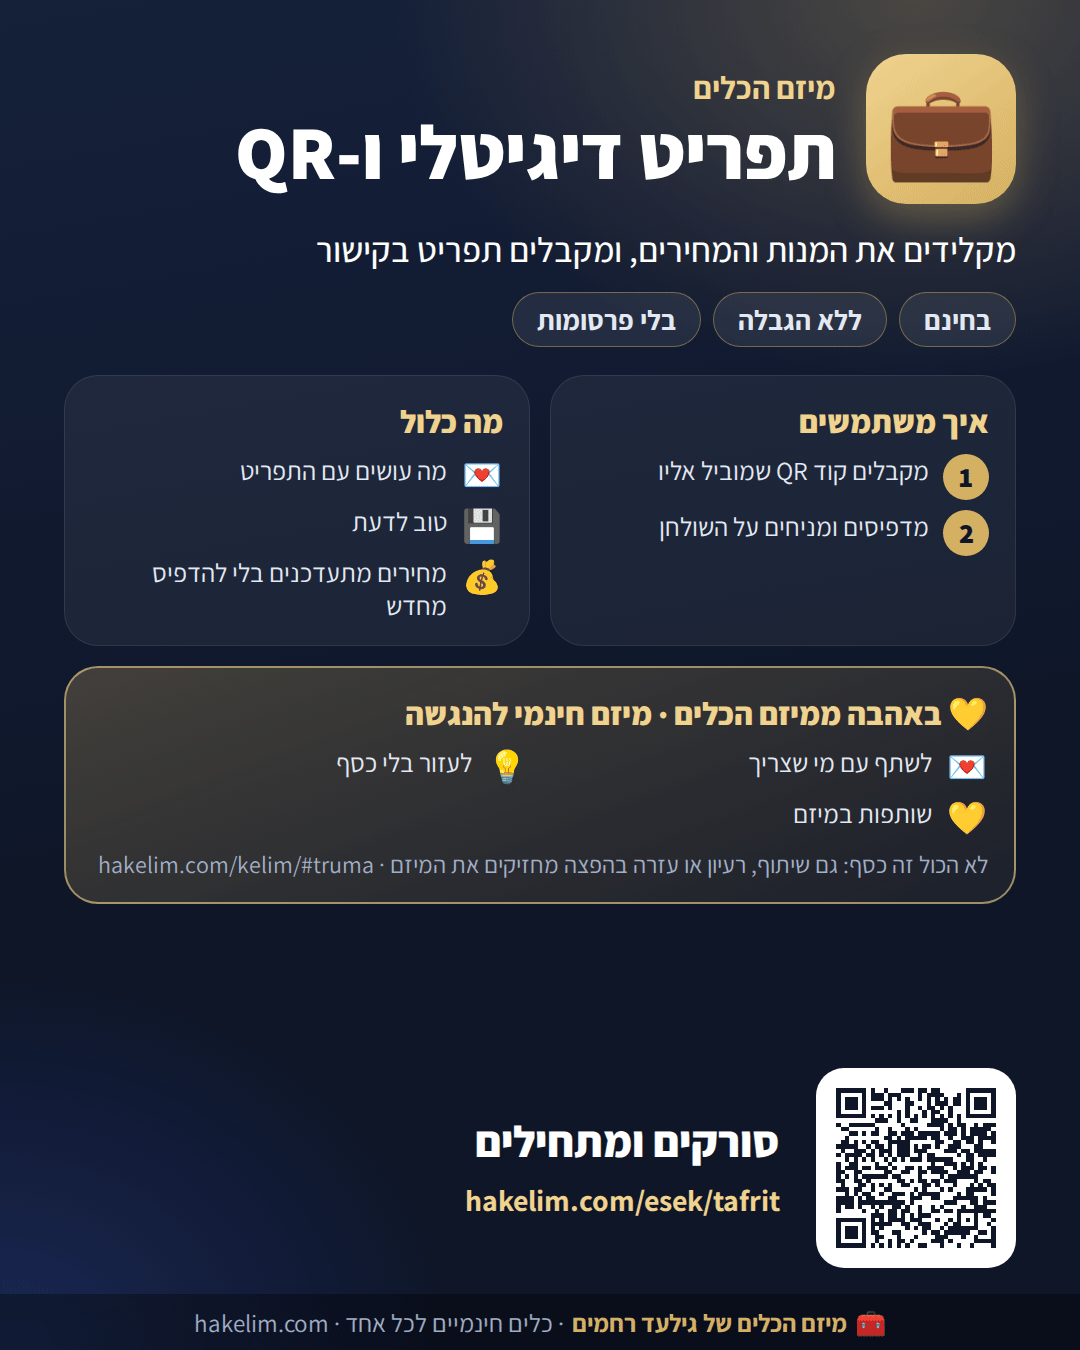 מיזם הכלים
תפריט דיגיטלי ו-QR
מקלידים את המנות והמחירים, ומקבלים תפריט בקישור
בחינם
ללא הגבלה
בלי פרסומות
איך משתמשים
1 מקבלים קוד QR שמוביל אליו
2 מדפיסים ומניחים על השולחן
מה כלול
מה עושים עם התפריט
טוב לדעת
מחירים מתעדכנים בלי להדפיס
מחדש
באהבה ממיזם הכלים · מיזם חינמי להנגשה
לשתף עם מי שצריך
לעזור בלי כסף
שותפות במיזם
לא הכול זה כסף: גם שיתוף, רעיון או עזרה בהפצה מחזיקים את המיזם · hakelim.com/kelim/#truma
סורקים ומתחילים
hakelim.com/esek/tafrit
מיזם הכלים של גילעד רחמים · כלים חינמיים לכל אחד · hakelim.com